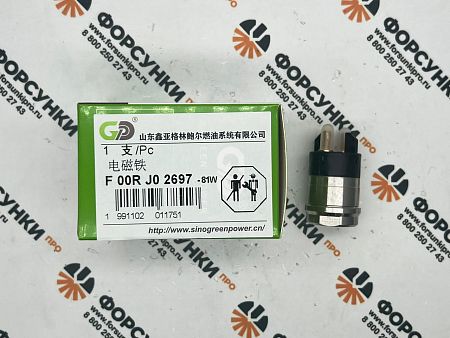 GD 山东鑫亚格林鲍尔燃油系统有限公司
1 支/Pc
电磁铁
F 00R J0 2697 -81W
1 991102 011751
http://www.sinogreenpower.cn/
ФОРСУНКИ ПРО
www.forsunkipro.ru
8 800 250 27 43